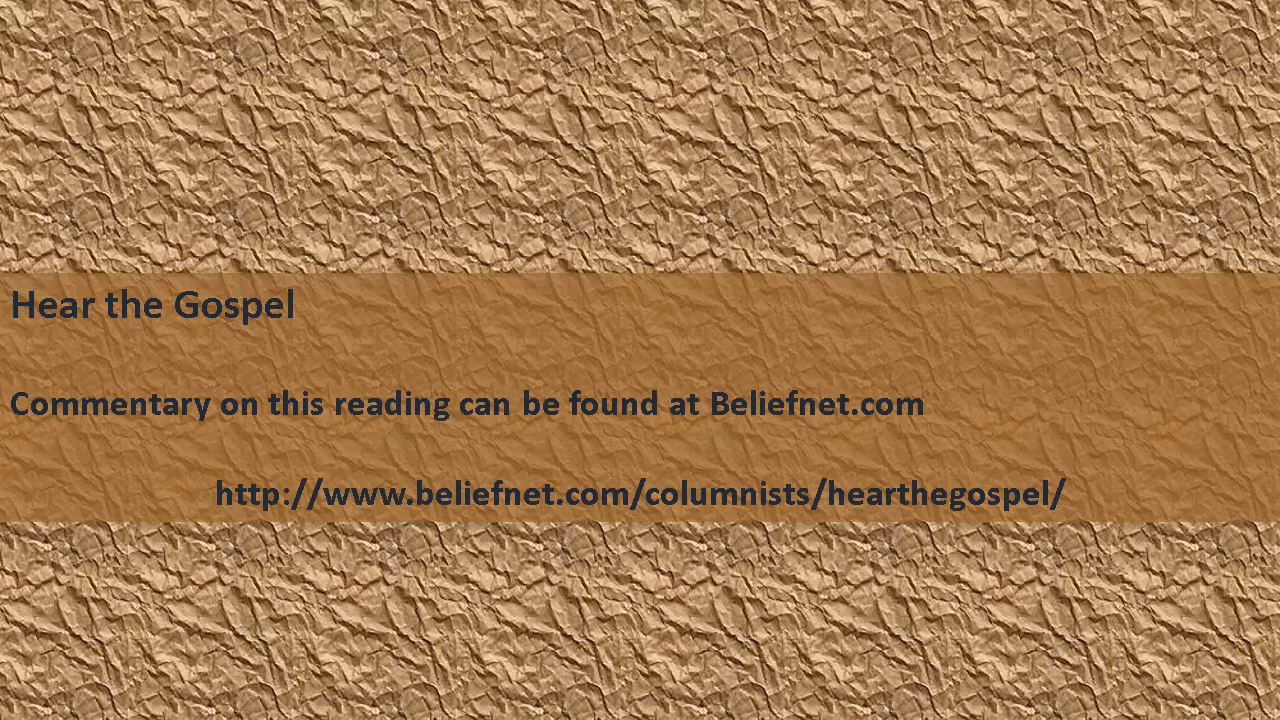 Hear the Gospel
Commentary on this reading can be found at Beliefnet.com
http://www.beliefnet.com/columnists/hearthegospel/